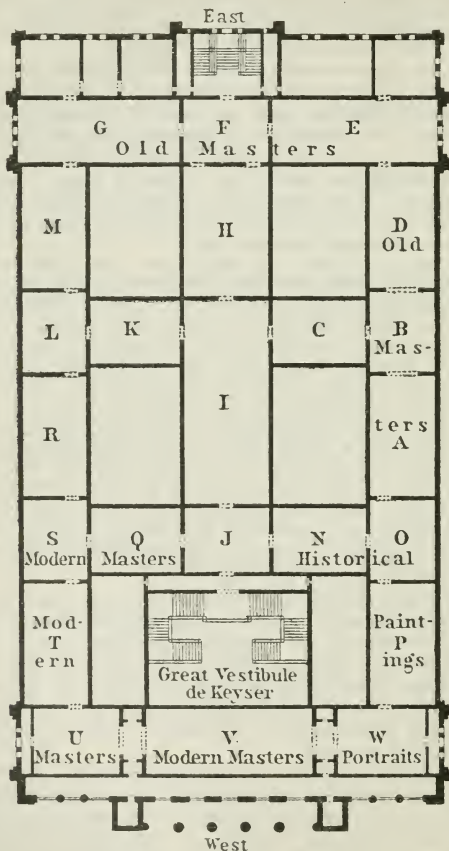 East
G F E
Old Masters
M H D
Old
L K C B
Mas-
I
R ters
A
S Q J N O
Modern Masters Historical
Mod- Paint-
T P
ern ings
Great Vestibule
de Keyser
U V W
Masters Modern Masters Portraits
West